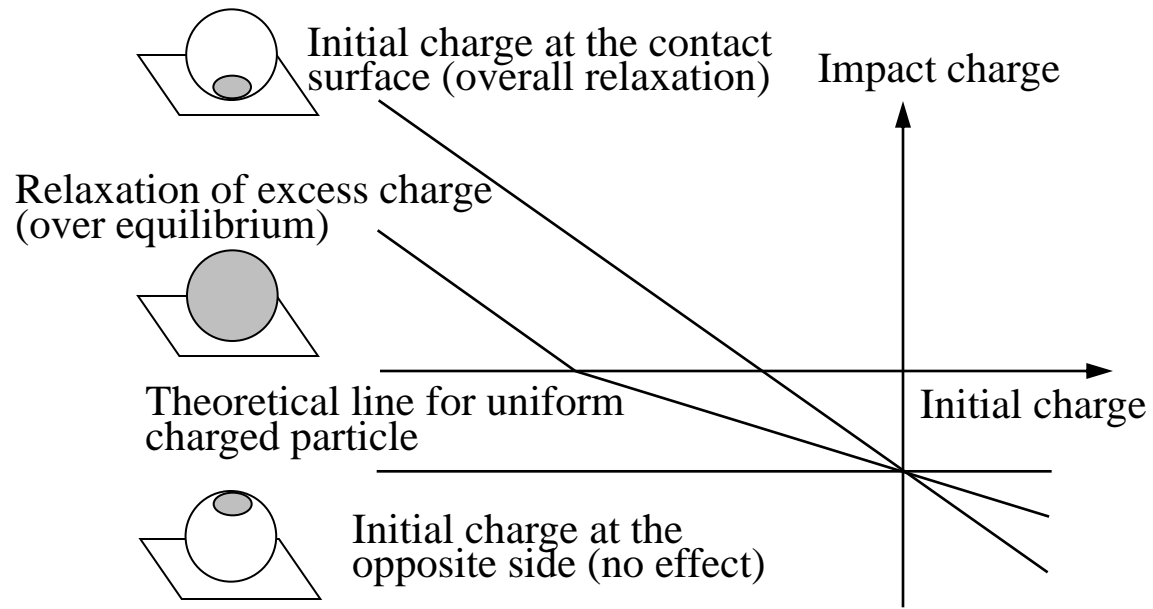 Initial charge at the contact
surface (overall relaxation)
Impact charge
Relaxation of excess charge
(over equilibrium)
Theoretical line for uniform
charged particle
Initial charge
Initial charge at the
opposite side (no effect)